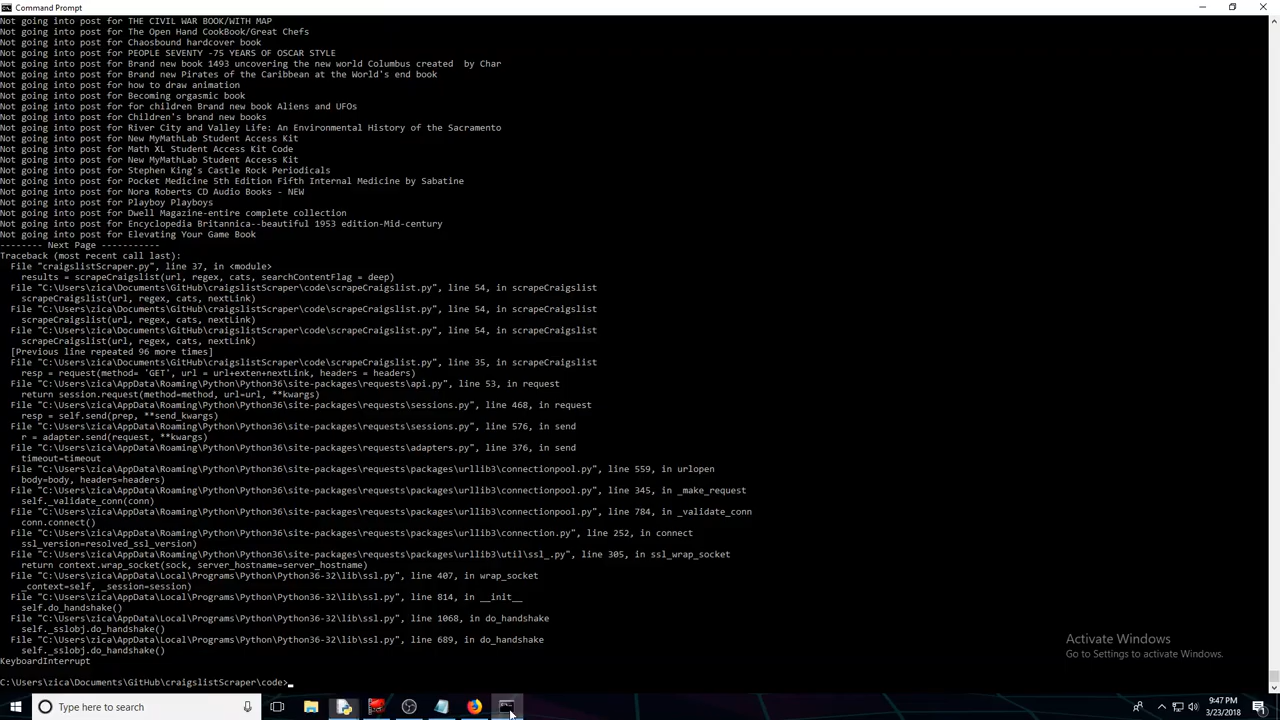 Command Prompt
Not going into post for THE CIVIL WAR BOOK/WITH MAP
Not going into post for The Open Hand CookBook/Great Chefs
Not going into post for Chaosbound hardcover book
Not going into post for PEOPLE SEVENTY -75 YEARS OF OSCAR STYLE
Not going into post for Brand new book 1493 uncovering the new world Columbus created  by Char
Not going into post for Brand new Pirates of the Caribbean at the World's end book
Not going into post for how to draw animation
Not going into post for Becoming orgasmic book
Not going into post for for children Brand new book Aliens and UFOs
Not going into post for Children's brand new books
Not going into post for River City and Valley Life: An Environmental History of the Sacramento
Not going into post for New MyMathLab Student Access Kit
Not going into post for Math XL Student Access Kit Code
Not going into post for New MyMathLab Student Access Kit
Not going into post for Stephen King's Castle Rock Periodicals
Not going into post for Pocket Medicine 5th Edition Fifth Internal Medicine by Sabatine
Not going into post for Nora Roberts CD Audio Books - NEW
Not going into post for Playboy Playboys
Not going into post for Dwell Magazine-entire complete collection
Not going into post for Encyclopedia Britannica--beautiful 1953 edition-Mid-century
Not going into post for Elevating Your Game Book
-------- Next Page -----------
Traceback (most recent call last):
  File "craigslistScraper.py", line 37, in <module>
    results = scrapeCraigslist(url, regex, cats, searchContentFlag = deep)
  File "C:\Users\zica\Documents\GitHub\craigslistScraper\code\scrapeCraigslist.py", line 54, in scrapeCraigslist
    scrapeCraigslist(url, regex, cats, nextLink)
  File "C:\Users\zica\Documents\GitHub\craigslistScraper\code\scrapeCraigslist.py", line 54, in scrapeCraigslist
    scrapeCraigslist(url, regex, cats, nextLink)
  File "C:\Users\zica\Documents\GitHub\craigslistScraper\code\scrapeCraigslist.py", line 54, in scrapeCraigslist
    scrapeCraigslist(url, regex, cats, nextLink)
  [Previous line repeated 96 more times]
  File "C:\Users\zica\Documents\GitHub\craigslistScraper\code\scrapeCraigslist.py", line 35, in scrapeCraigslist
    resp = request(method= 'GET', url = url+exten+nextLink, headers = headers)
  File "C:\Users\zica\AppData\Roaming\Python\Python36\site-packages\requests\api.py", line 53, in request
    return session.request(method=method, url=url, **kwargs)
  File "C:\Users\zica\AppData\Roaming\Python\Python36\site-packages\requests\sessions.py", line 468, in request
    resp = self.send(prep, **send_kwargs)
  File "C:\Users\zica\AppData\Roaming\Python\Python36\site-packages\requests\sessions.py", line 576, in send
    r = adapter.send(request, **kwargs)
  File "C:\Users\zica\AppData\Roaming\Python\Python36\site-packages\requests\adapters.py", line 376, in send
    timeout=timeout
  File "C:\Users\zica\AppData\Roaming\Python\Python36\site-packages\requests\packages\urllib3\connectionpool.py", line 559, in urlopen
    body=body, headers=headers)
  File "C:\Users\zica\AppData\Roaming\Python\Python36\site-packages\requests\packages\urllib3\connectionpool.py", line 345, in _make_request
    self._validate_conn(conn)
  File "C:\Users\zica\AppData\Roaming\Python\Python36\site-packages\requests\packages\urllib3\connectionpool.py", line 784, in _validate_conn
    conn.connect()
  File "C:\Users\zica\AppData\Roaming\Python\Python36\site-packages\requests\packages\urllib3\connection.py", line 252, in connect
    ssl_version=resolved_ssl_version)
  File "C:\Users\zica\AppData\Roaming\Python\Python36\site-packages\requests\packages\urllib3\util\ssl_.py", line 305, in ssl_wrap_socket
    return context.wrap_socket(sock, server_hostname=server_hostname)
  File "C:\Users\zica\AppData\Local\Programs\Python\Python36-32\lib\ssl.py", line 407, in wrap_socket
    _context=self, _session=session)
  File "C:\Users\zica\AppData\Local\Programs\Python\Python36-32\lib\ssl.py", line 814, in __init__
    self.do_handshake()
  File "C:\Users\zica\AppData\Local\Programs\Python\Python36-32\lib\ssl.py", line 1068, in do_handshake
    self._sslobj.do_handshake()
  File "C:\Users\zica\AppData\Local\Programs\Python\Python36-32\lib\ssl.py", line 689, in do_handshake
    self._sslobj.do_handshake()
KeyboardInterrupt
C:\Users\zica\Documents\GitHub\craigslistScraper\code>
Activate Windows
Go to Settings to activate Windows.
Type here to search
9:47 PM
3/23/2018